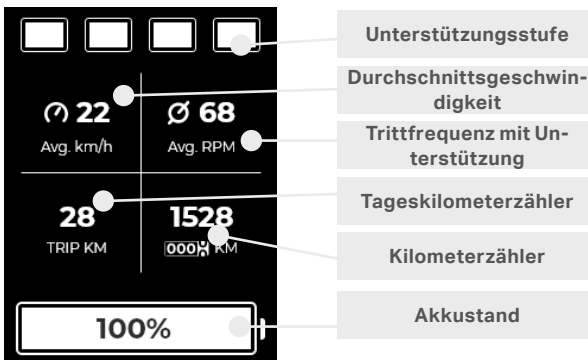 Unterstützungsstufe
Durchschnittsgeschwin-
digkeit
22
68
Avg. km/h
Avg. RPM
Trittfrequenz mit Un-
terstützung
28
1528
TRIP KM
000 KM
Tageskilometerzähler
Kilometerzähler
100%
Akkustand